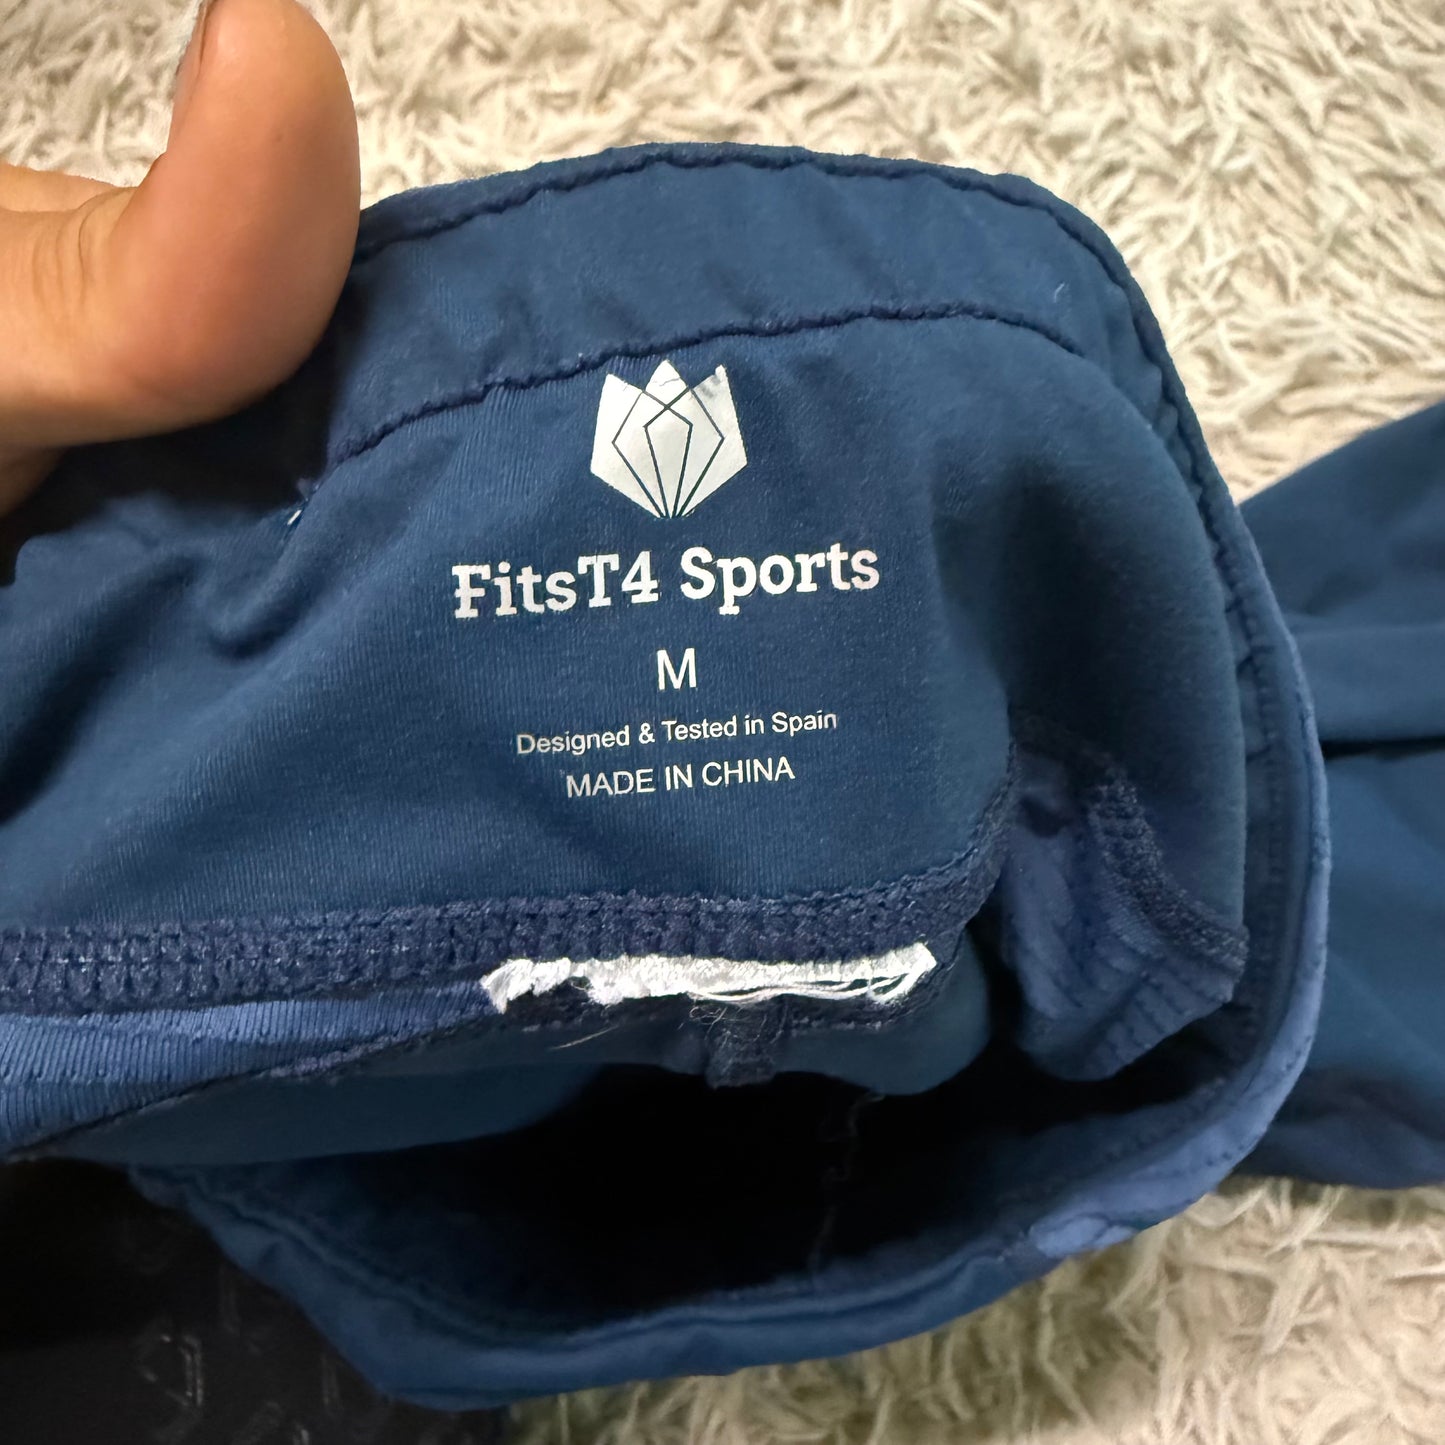 FitsT4 Sports
M
Designed & Tested in Spain
MADE IN CHINA